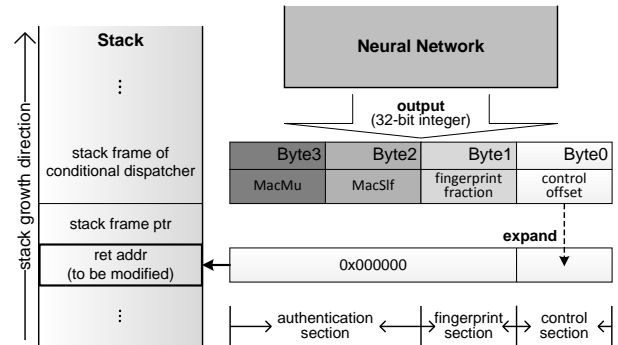 Stack
⋮
stack frame of
conditional dispatcher
stack frame ptr
ret addr
(to be modified)
⋮
stack growth direction
Neural Network
output
(32-bit integer)
Byte3 Byte2 Byte1 Byte0
MacMu MacSlf fingerprint control
fraction offset
expand
0x000000
authentication fingerprint control
section section section